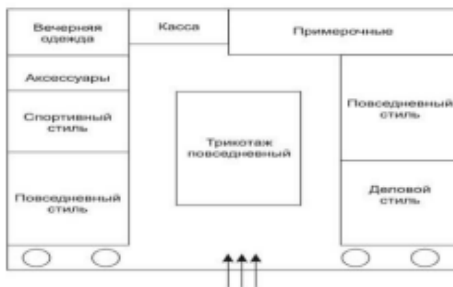 Вечерняя
одежда
Касса
Примерочные
Аксессуары
Спортивный
стиль
Повседневный
стиль
Трикотаж
повседневный
Повседневный
стиль
Деловой
стиль